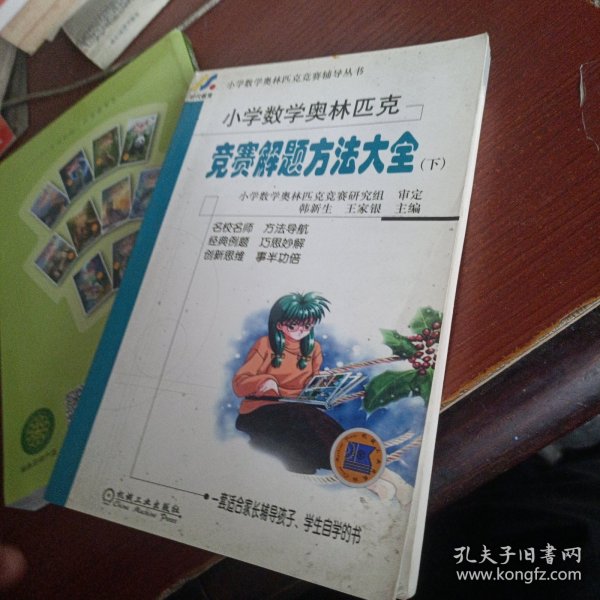 小学数学奥林匹克竞赛辅导丛书
小学数学奥林匹克
竞赛解题方法大全(下)
小学数学奥林匹克竞赛研究组 审定
韩新生 王家银 主编
名校名师 方法导航
经典例题 巧思妙解
创新思维 事半功倍
机械工业出版社
China Machine Press
一套适合家长辅导孩子、学生自学的书
孔夫子旧书网
www.kongfz.com